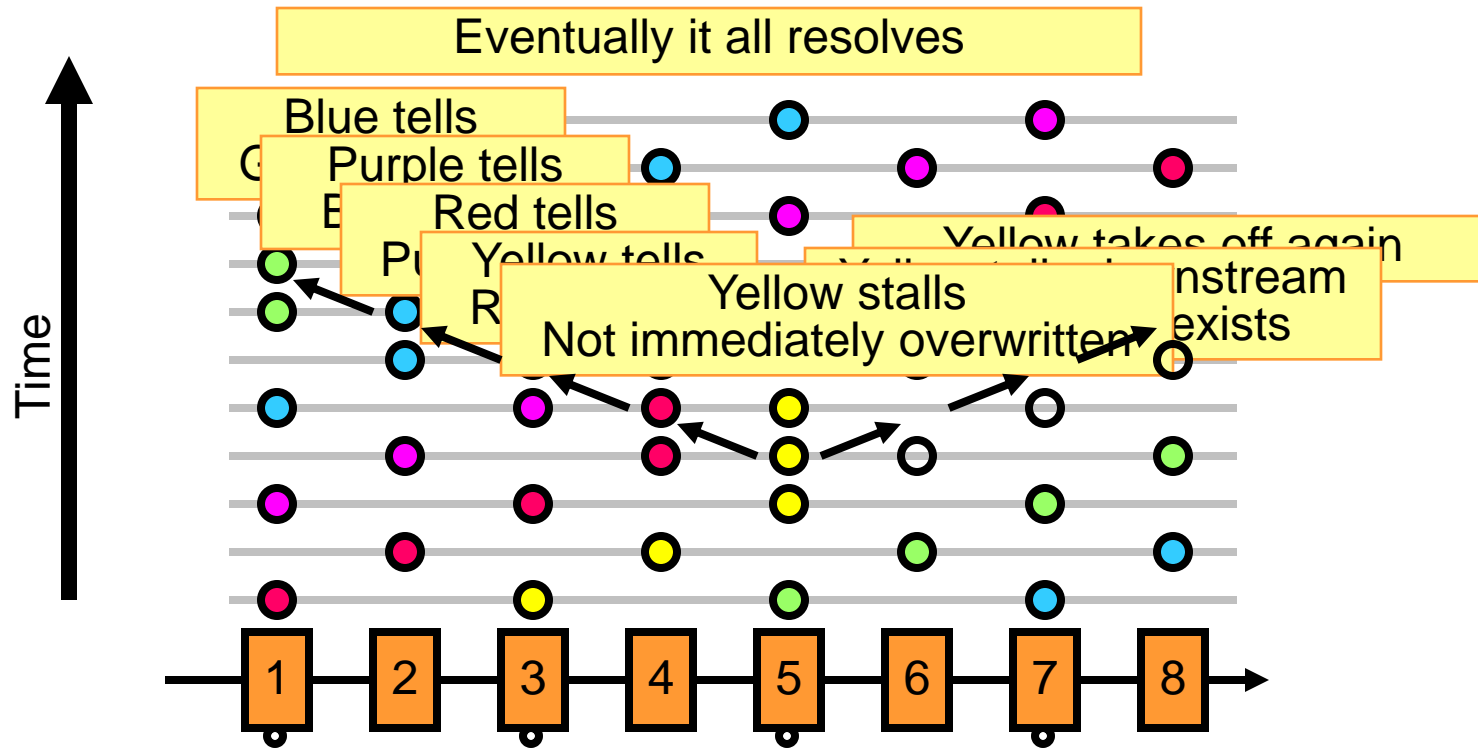 Eventually it all resolves
Blue tells
Purple tells
Red tells
Yellow tells
Yellow takes off again
nstream
exists
Yellow stalls
Not immediately overwritten
Time
1 2 3 4 5 6 7 8